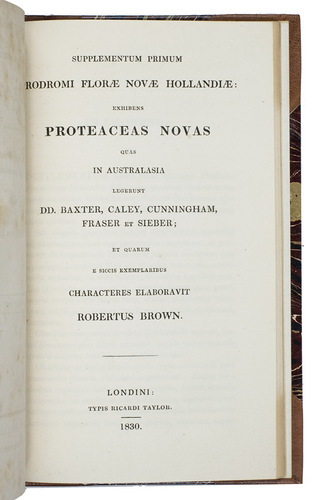 SUPPLEMENTUM PRIMUM
RODROMI FLORÆ NOVÆ HOLLANDIÆ:
EXHIBENS
PROTEACEAS NOVAS
QUAS
IN AUSTRALASIA
LEGERUNT
DD. BAXTER, CALEY, CUNNINGHAM,
FRASER ET SIEBER;
ET QUARUM
E SICCIS EXEMPLARIBUS
CHARACTERES ELABORAVIT
ROBERTUS BROWN.
LONDINI:
TYPIS RICARDI TAYLOR.
1830.